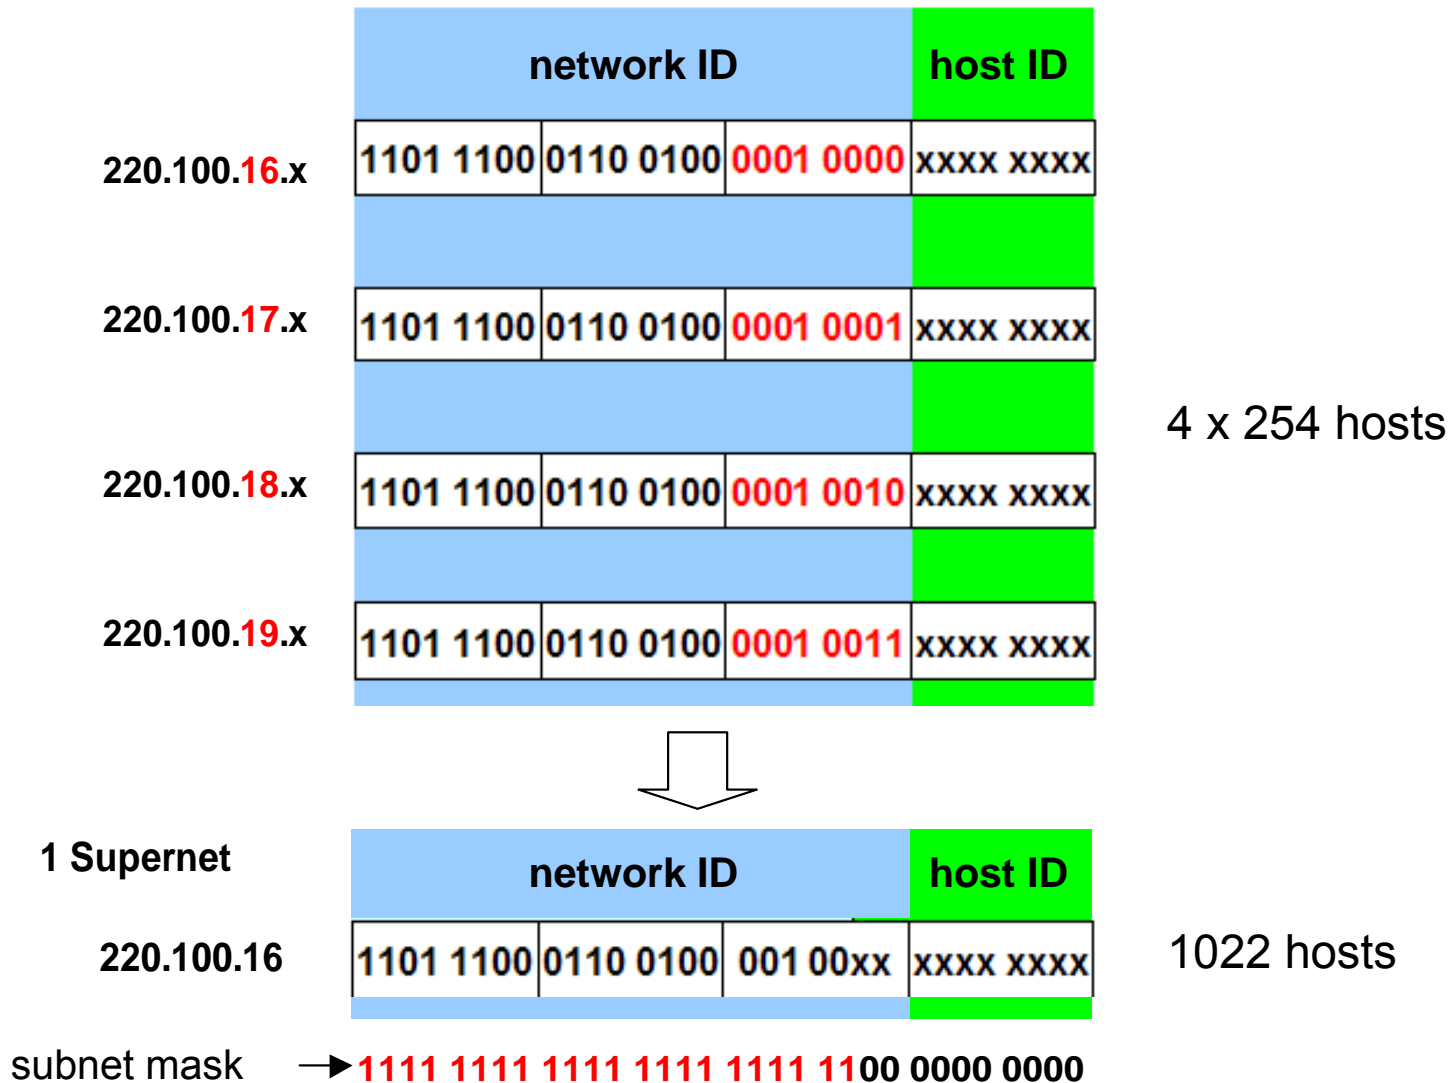 network ID host ID
220.100.16.x 1101 1100 0110 0100 0001 0000 xxxx xxxx
220.100.17.x 1101 1100 0110 0100 0001 0001 xxxx xxxx
4 x 254 hosts
220.100.18.x 1101 1100 0110 0100 0001 0010 xxxx xxxx
220.100.19.x 1101 1100 0110 0100 0001 0011 xxxx xxxx
1 Supernet network ID host ID
220.100.16 1101 1100 0110 0100 001 00xx xxxx xxxx 1022 hosts
subnet mask 1111 1111 1111 1111 1111 1100 0000 0000